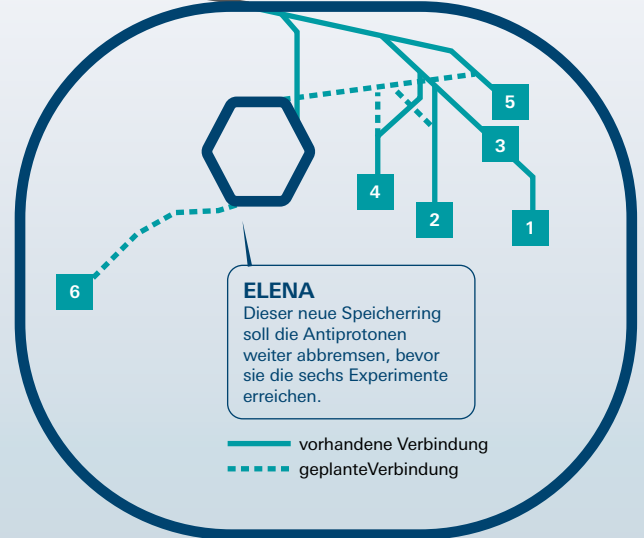 5
3
4
2
1
6
ELENA
Dieser neue Speicherring
soll die Antiprotonen
weiter abbremsen, bevor
sie die sechs Experimente
erreichen.
vorhandene Verbindung
geplanteVerbindung